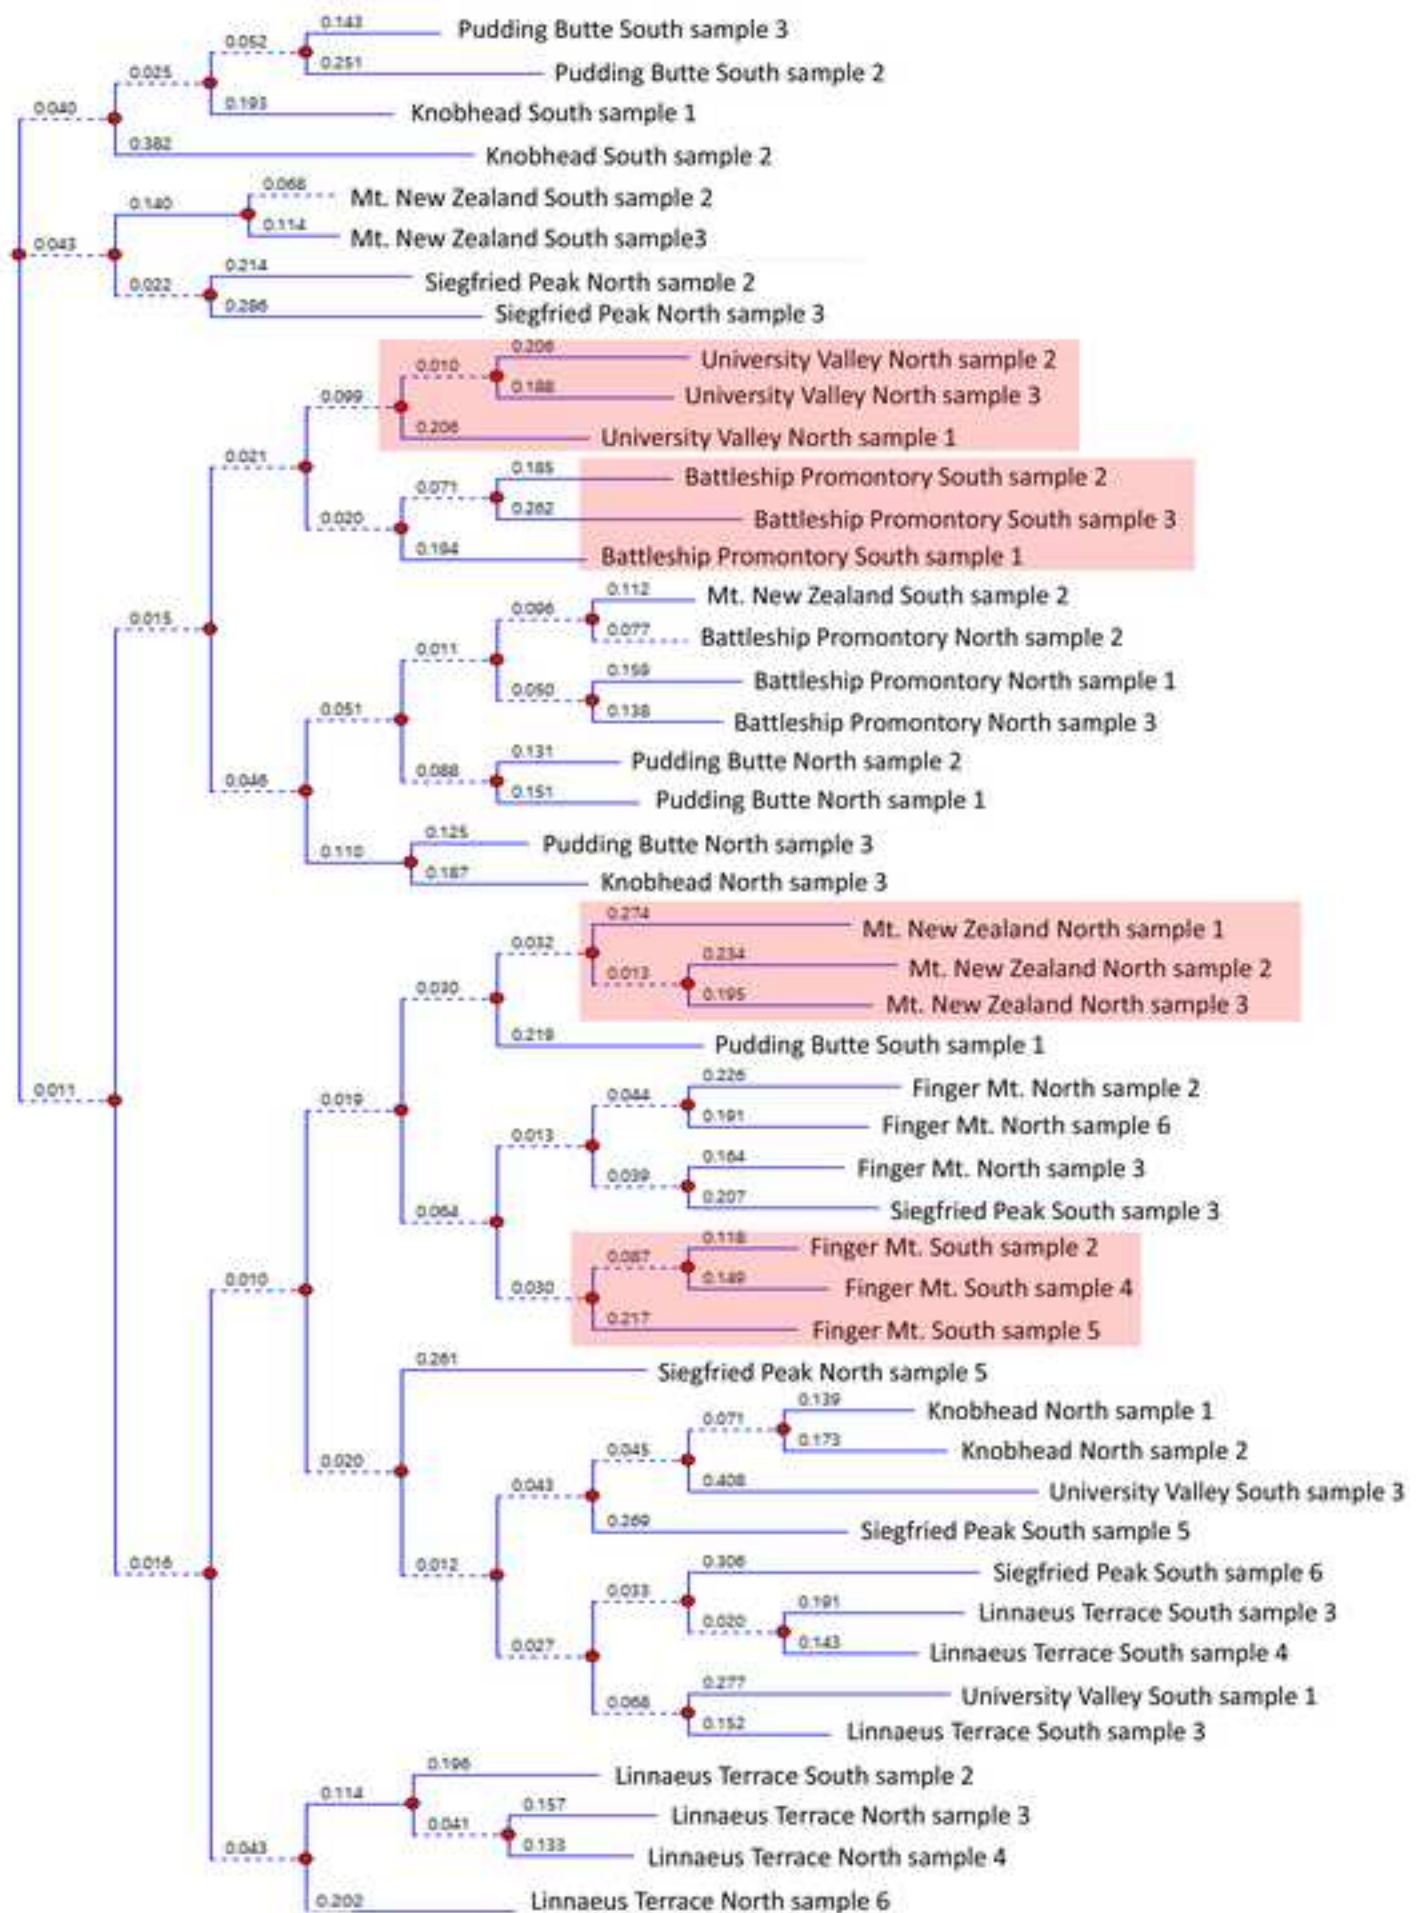 0.143
Pudding Butte South sample 3
0.052
0.251
Pudding Butte South sample 2
0.025
0.193
Knobhead South sample 1
0.040
0.382
Knobhead South sample 2
0.068
Mt. New Zealand South sample 2
0.140
0.114
Mt. New Zealand South sample3
0.043
0.214
Siegfried Peak North sample 2
0.022
0.286
Siegfried Peak North sample 3
0.206
University Valley North sample 2
0.010
0.188
University Valley North sample 3
0.099
0.206
University Valley North sample 1
0.021
0.185
Battleship Promontory South sample 2
0.071
0.262
Battleship Promontory South sample 3
0.020
0.194
Battleship Promontory South sample 1
0.015
0.112
Mt. New Zealand South sample 2
0.096
0.077
Battleship Promontory North sample 2
0.011
0.159
Battleship Promontory North sample 1
0.050
0.138
Battleship Promontory North sample 3
0.051
0.131
Pudding Butte North sample 2
0.088
0.151
Pudding Butte North sample 1
0.046
0.125
Pudding Butte North sample 3
0.110
0.187
Knobhead North sample 3
0.274
Mt. New Zealand North sample 1
0.032
0.234
Mt. New Zealand North sample 2
0.013
0.195
Mt. New Zealand North sample 3
0.030
0.219
Pudding Butte South sample 1
0.011
0.019
0.226
Finger Mt. North sample 2
0.044
0.191
Finger Mt. North sample 6
0.013
0.164
Finger Mt. North sample 3
0.039
0.207
Siegfried Peak South sample 3
0.064
0.118
Finger Mt. South sample 2
0.087
0.149
Finger Mt. South sample 4
0.030
0.217
Finger Mt. South sample 5
0.010
0.261
Siegfried Peak North sample 5
0.139
Knobhead North sample 1
0.071
0.173
Knobhead North sample 2
0.045
0.408
University Valley South sample 3
0.043
0.269
Siegfried Peak South sample 5
0.020
0.012
0.306
Siegfried Peak South sample 6
0.033
0.191
Linnaeus Terrace South sample 3
0.020
0.143
Linnaeus Terrace South sample 4
0.027
0.277
University Valley South sample 1
0.068
0.152
Linnaeus Terrace South sample 3
0.016
0.196
Linnaeus Terrace South sample 2
0.114
0.157
Linnaeus Terrace North sample 3
0.041
0.133
Linnaeus Terrace North sample 4
0.043
0.202
Linnaeus Terrace North sample 6